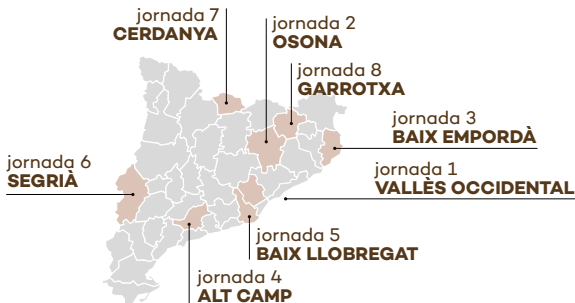 jornada 7
CERDANYA
jornada 2
OSONA
jornada 8
GARROTXA
jornada 3
BAIX EMPORDÀ
jornada 6
SEGRIÀ
jornada 1
VALLÈS OCCIDENTAL
jornada 5
BAIX LLOBREGAT
jornada 4
ALT CAMP